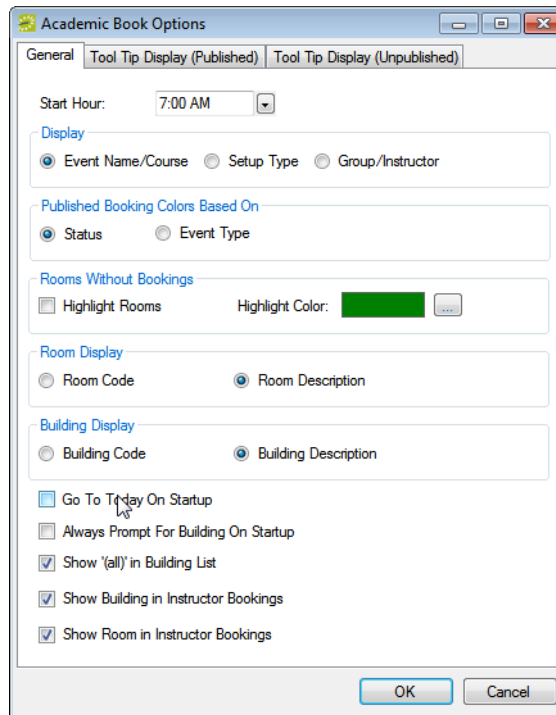 Academic Book Options
General Tool Tip Display (Published) Tool Tip Display (Unpublished)
Start Hour: 7:00 AM
Display
Event Name/Course Setup Type Group/Instructor
Published Booking Colors Based On
Status Event Type
Rooms Without Bookings
Highlight Rooms Highlight Color: ...
Room Display
Room Code Room Description
Building Display
Building Code Building Description
Go To Today On Startup
Always Prompt For Building On Startup
Show '(all)' in Building List
Show Building in Instructor Bookings
Show Room in Instructor Bookings
OK Cancel